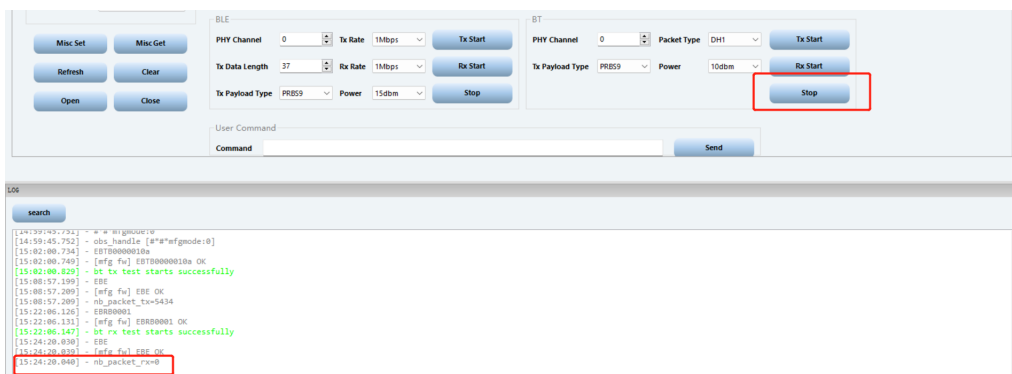 BLE
BT
Misc Set
Misc Get
PHY Channel 0 Tx Rate 1Mbps Tx Start
PHY Channel 0 Packet Type DH1 Tx Start
Refresh
Clear
Tx Data Length 37 Rx Rate 1Mbps Rx Start
Tx Payload Type PRBS9 Power 10dbm Rx Start
Open
Close
Tx Payload Type PRBS9 Power 15dbm Stop
Stop
User Command
Command
Send
LOG
search
[14:59:45.751] - #"#"mfgmode:0
[14:59:45.752] - obs_handle [#"#"mfgmode:0]
[15:02:00.734] - EBTB0000010a
[15:02:00.749] - [mfg fw] EBTB0000010a OK
[15:02:00.829] - bt tx test starts successfully
[15:08:57.199] - EBE
[15:08:57.209] - [mfg fw] EBE OK
[15:08:57.209] - nb_packet_tx=5434
[15:22:06.126] - EBRB0001
[15:22:06.131] - [mfg fw] EBRB0001 OK
[15:22:06.147] - bt rx test starts successfully
[15:24:20.030] - EBE
[15:24:20.039] - [mfg fw] EBE OK
[15:24:20.040] - nb_packet_rx=0